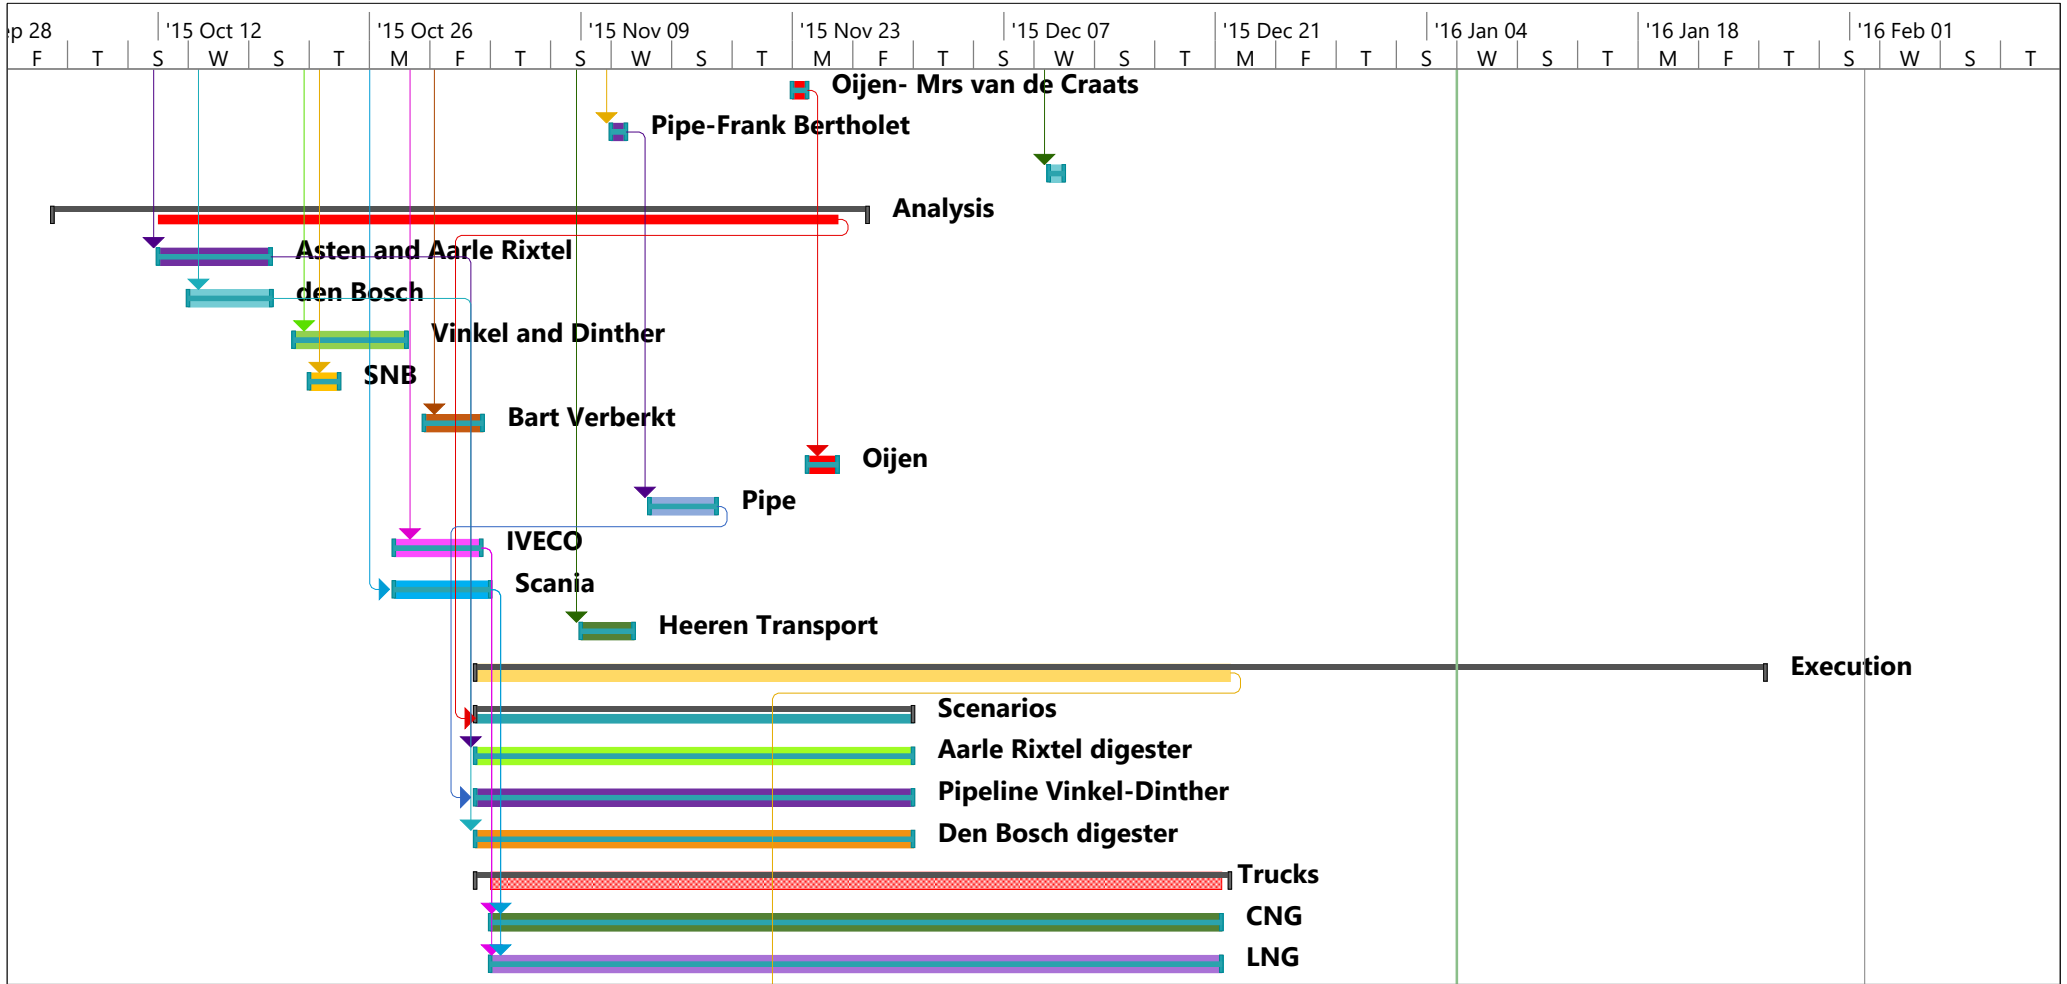 ep 28 '15 Oct 12 '15 Oct 26 '15 Nov 09 '15 Nov 23 '15 Dec 07 '15 Dec 21 '16 Jan 04 '16 Jan 18 '16 Feb 01
F T S W S T M F T S W S T M F T S W S T M F T S W S T M F T S W S T
Oijen- Mrs van de Craats
Pipe-Frank Bertholet
Analysis
Asten and Aarle Rixtel
den Bosch
Vinkel and Dinther
SNB
Bart Verberkt
Oijen
Pipe
IVECO
Scania
Heeren Transport
Execution
Scenarios
Aarle Rixtel digester
Pipeline Vinkel-Dinther
Den Bosch digester
Trucks
CNG
LNG